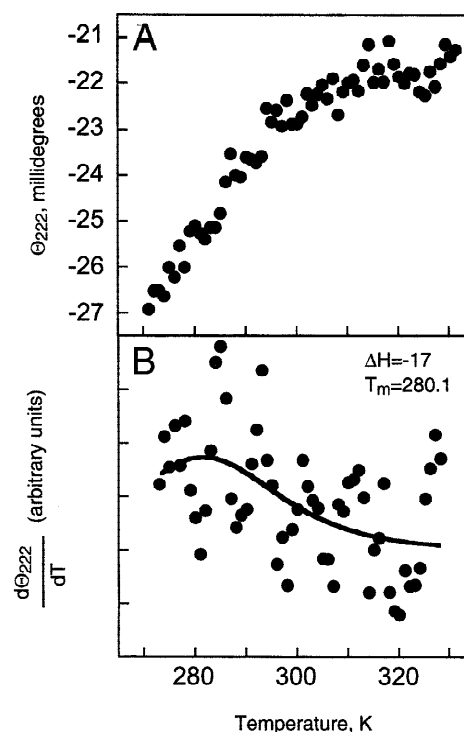 A
-21
-22
-23
-24
-25
-26
-27
Θ222, millidegrees
B
ΔH=-17
Tm=280.1
dΘ222
dT
(arbitrary units)
280
300
320
Temperature, K